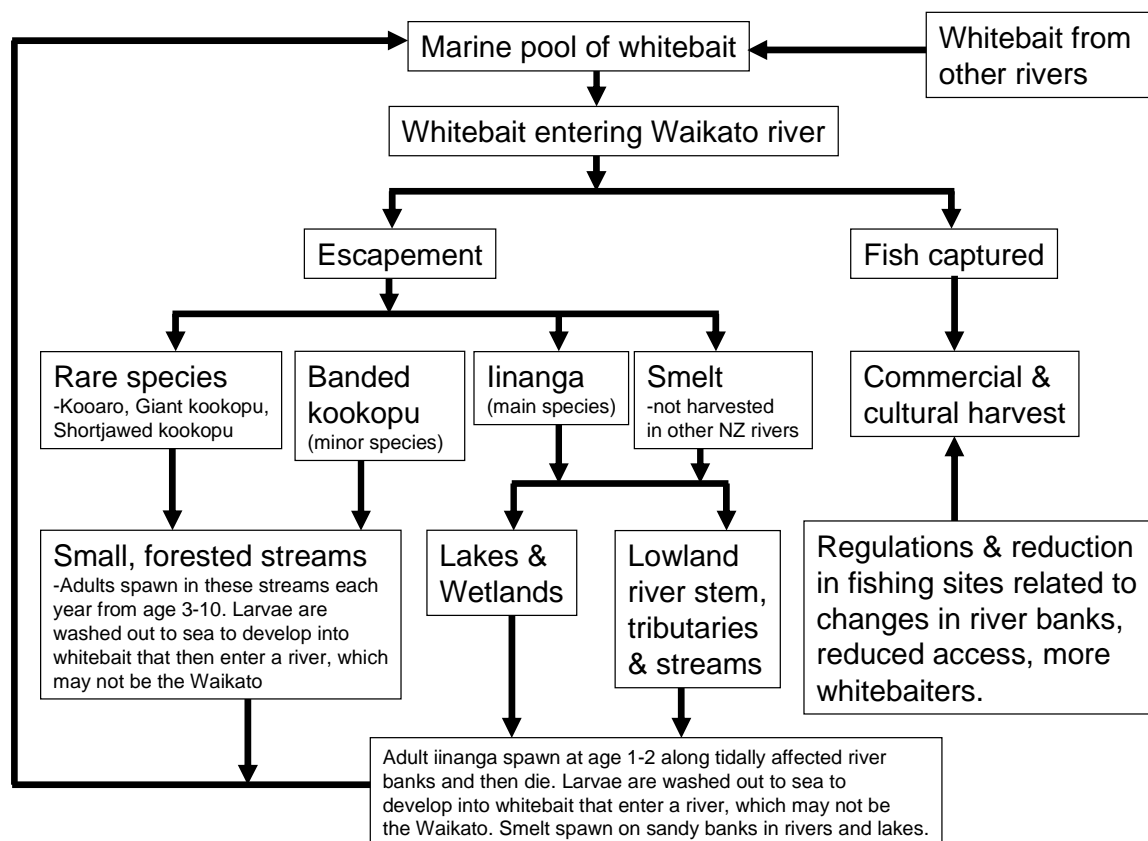 Marine pool of whitebait
Whitebait from
other rivers
Whitebait entering Waikato river
Escapement
Fish captured
Rare species
-Kooaro, Giant kookopu,
Shortjawed kookopu
Banded
kookopu
(minor species)
Iinanga
(main species)
Smelt
-not harvested
in other NZ rivers
Commercial &
cultural harvest
Small, forested streams
-Adults spawn in these streams each
year from age 3-10. Larvae are
washed out to sea to develop into
whitebait that then enter a river, which
may not be the Waikato
Lakes &
Wetlands
Lowland
river stem,
tributaries
& streams
Regulations & reduction
in fishing sites related to
changes in river banks,
reduced access, more
whitebaiters.
Adult iinanga spawn at age 1-2 along tidally affected river
banks and then die. Larvae are washed out to sea to
develop into whitebait that enter a river, which may not be
the Waikato. Smelt spawn on sandy banks in rivers and lakes.